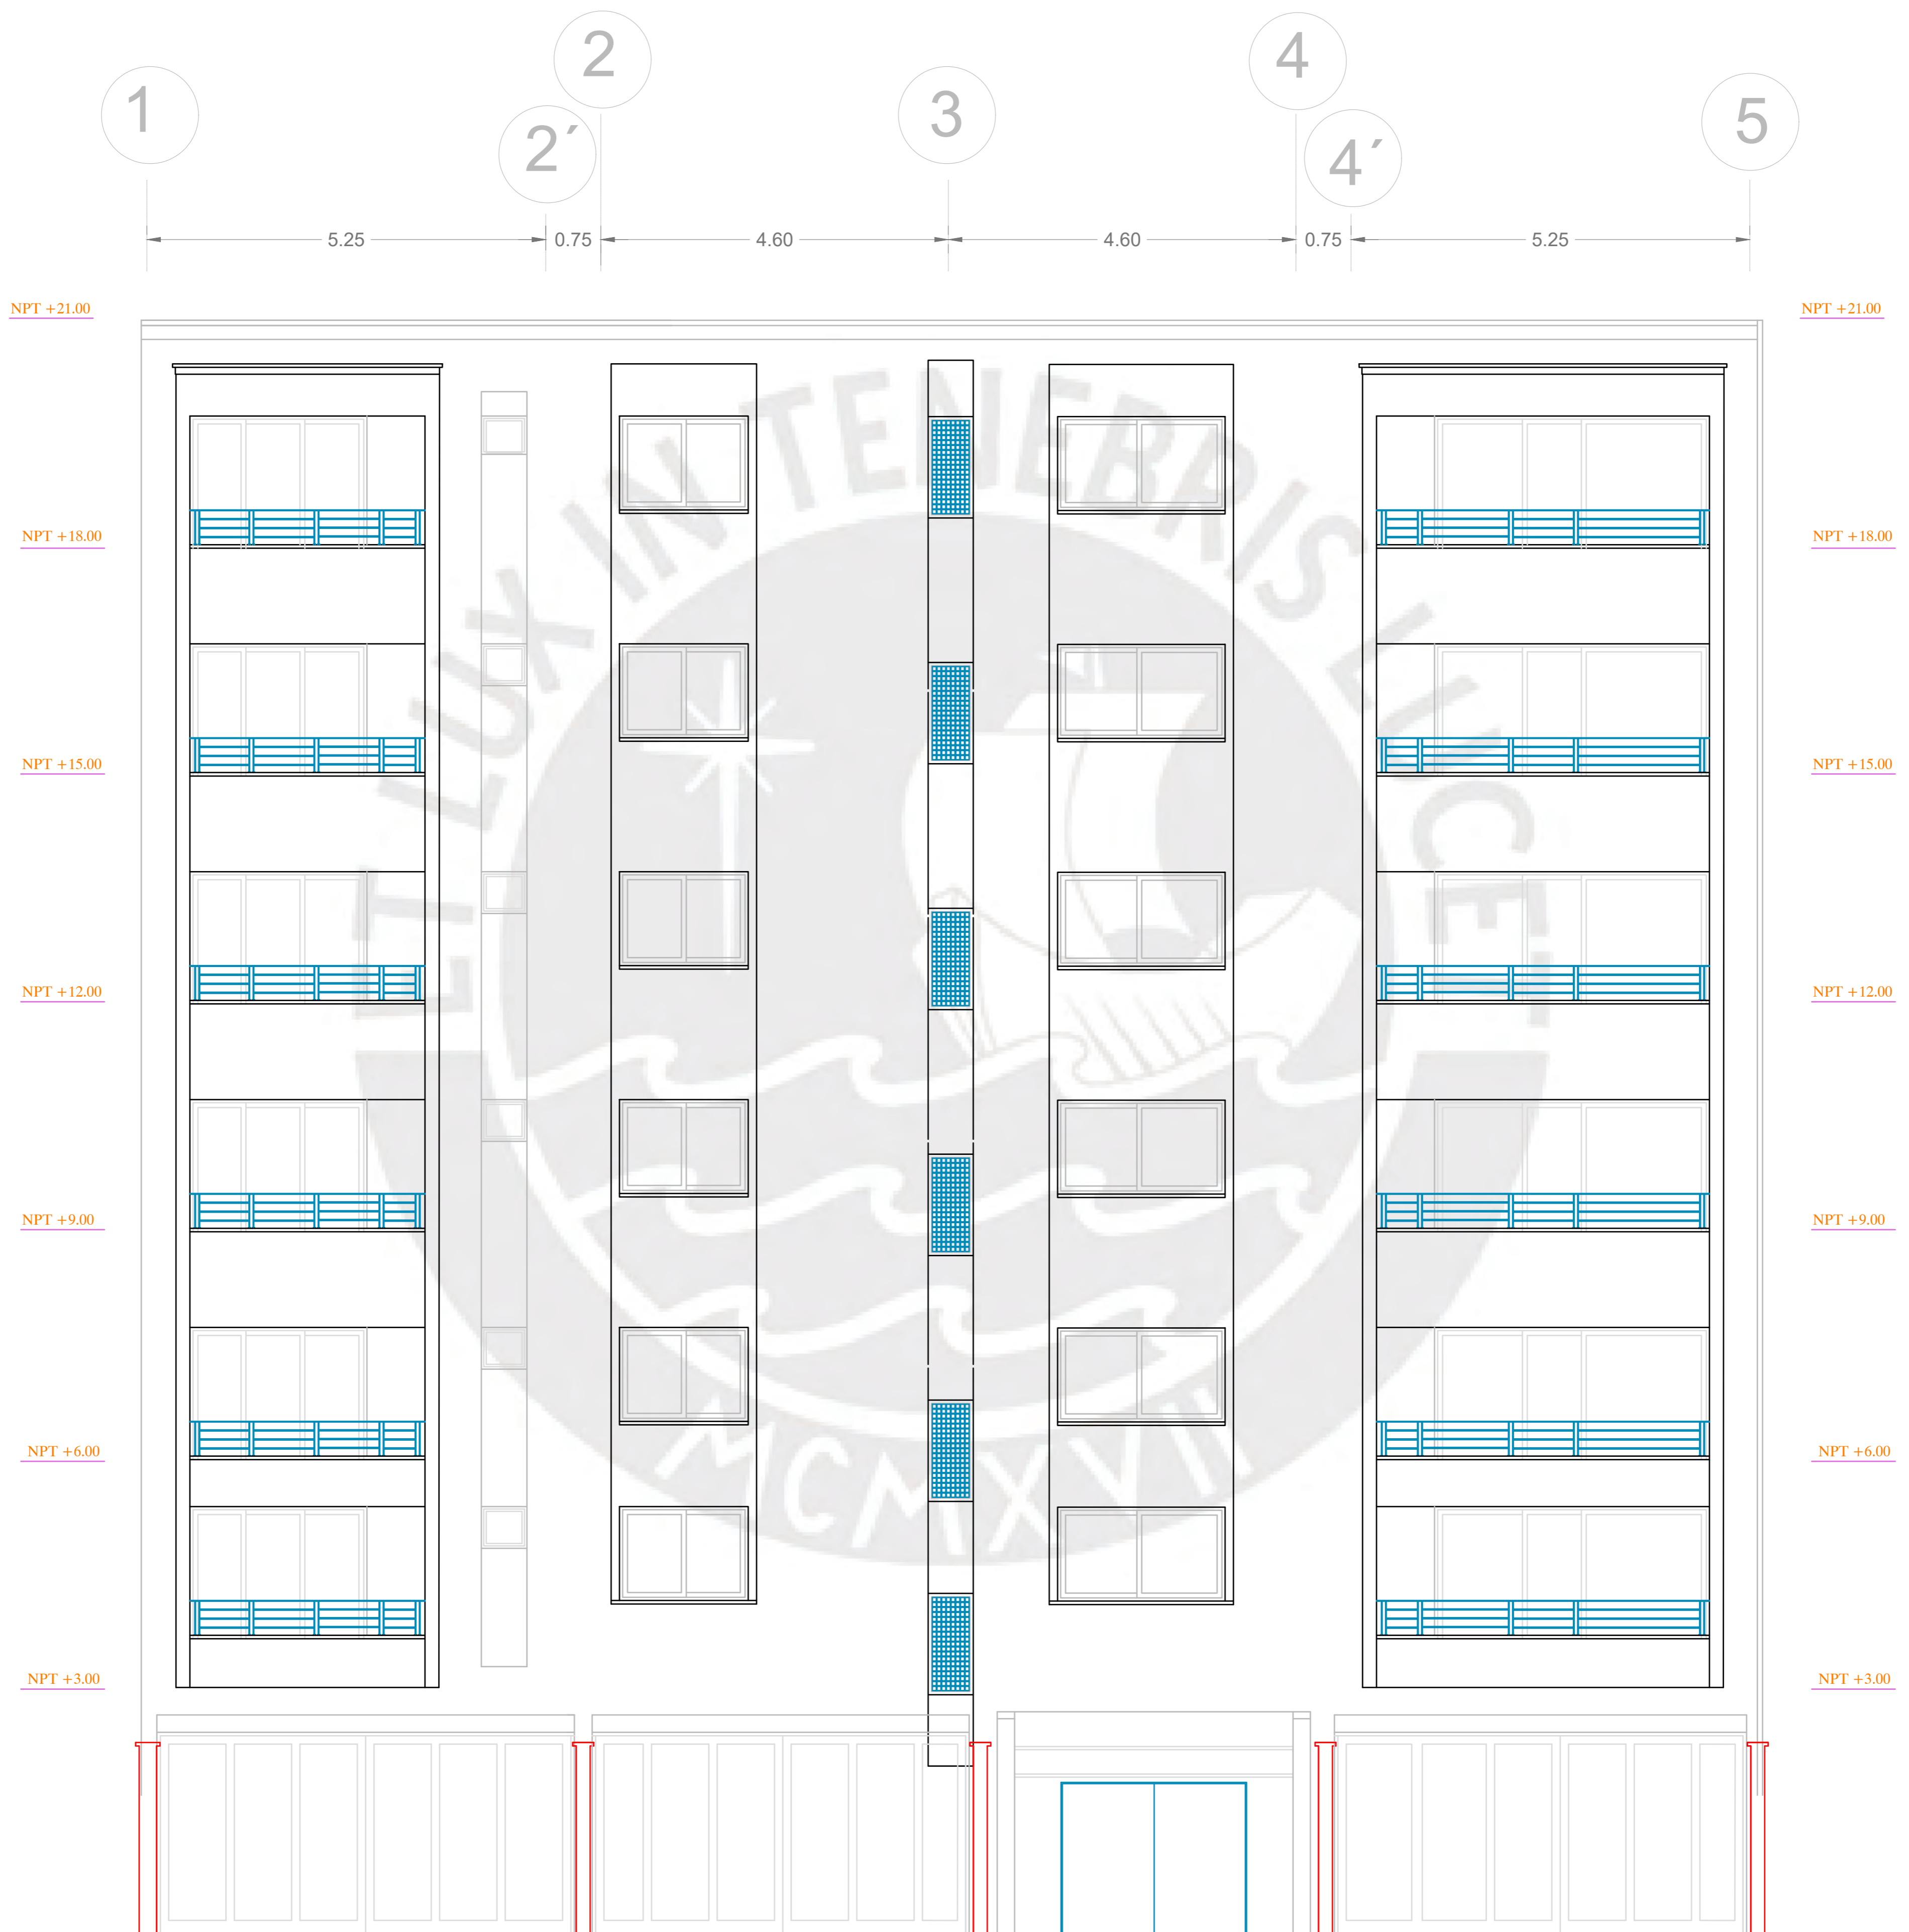 2
4
1
3
5
2´
4´
5.25 0.75 4.60 4.60 0.75 5.25
NPT +21.00 NPT +21.00
NPT +18.00 NPT +18.00
NPT +15.00 NPT +15.00
NPT +12.00 NPT +12.00
NPT +9.00 NPT +9.00
NPT +6.00 NPT +6.00
NPT +3.00 NPT +3.00
ET LUX IN TENEBRIS LUCET
MCMXVII